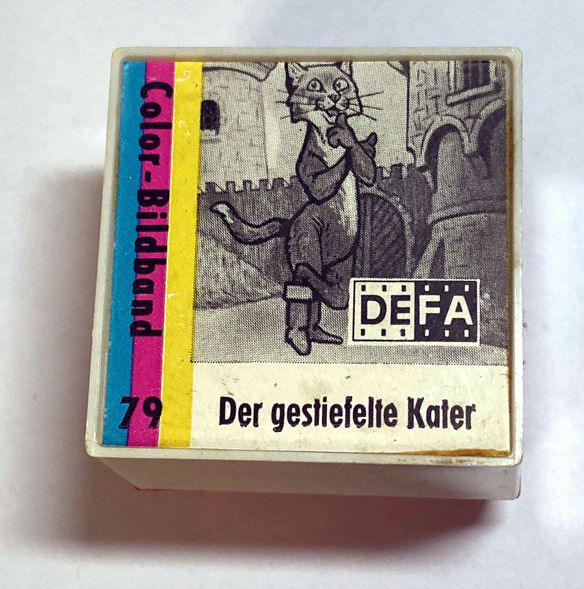 Color-Bildband
79
DEFA
Der gestiefelte Kater